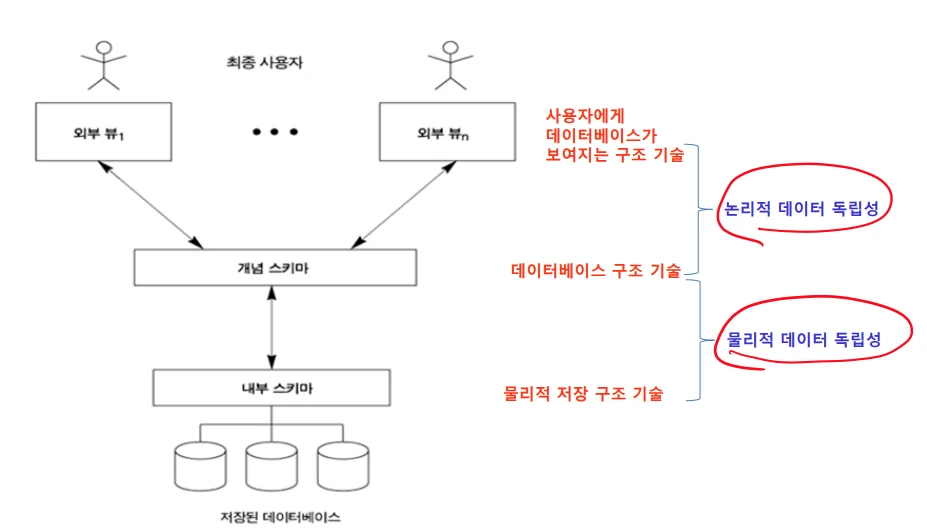 최종 사용자
외부 뷰1
• • •
외부 뷰n
사용자에게
데이터베이스가
보여지는 구조 기술
논리적 데이터 독립성
개념 스키마
데이터베이스 구조 기술
물리적 데이터 독립성
내부 스키마
물리적 저장 구조 기술
저장된 데이터베이스